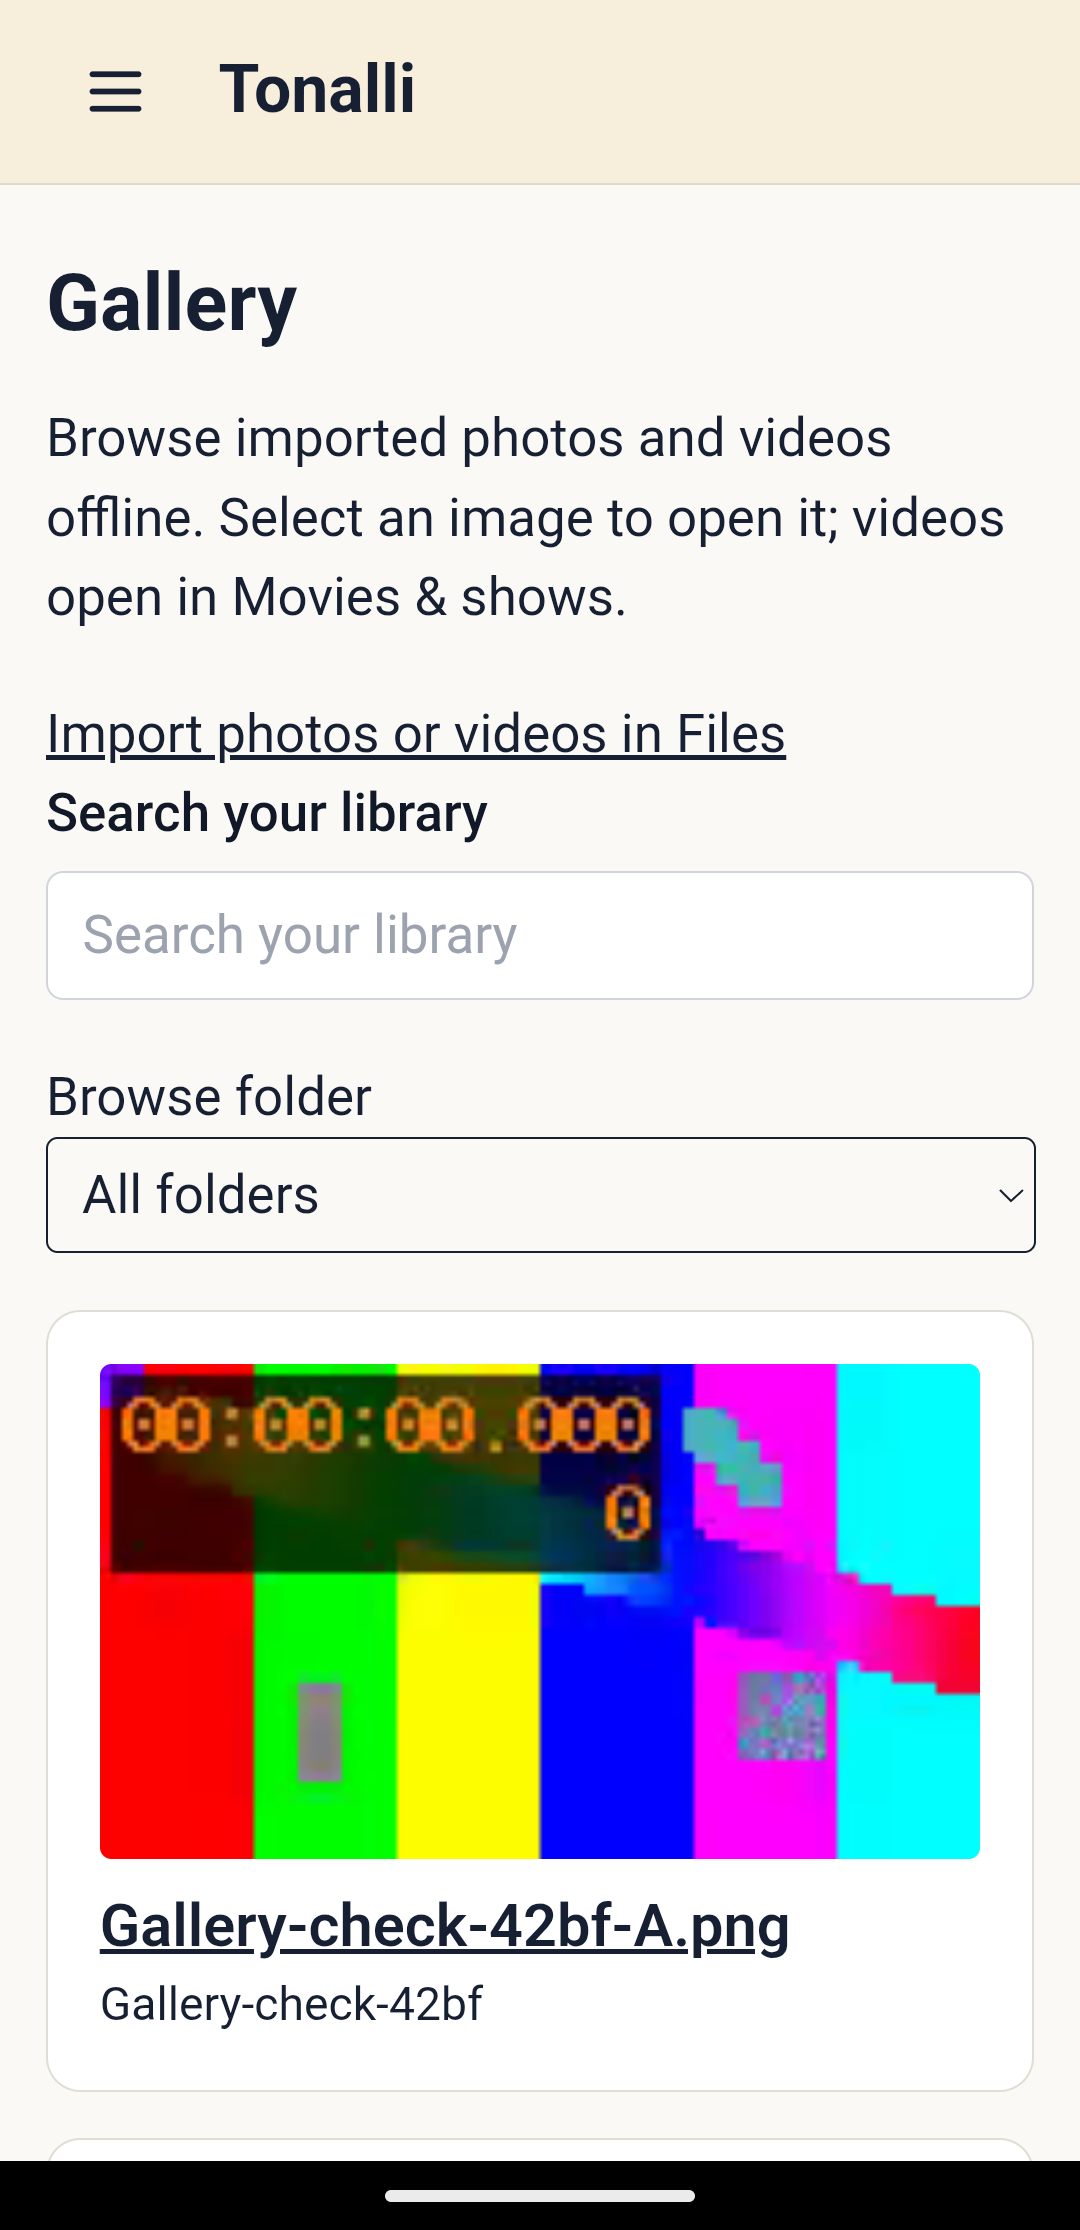 Tonalli
Gallery
Browse imported photos and videos
offline. Select an image to open it; videos
open in Movies & shows.
Import photos or videos in Files
Search your library
Search your library
Browse folder
All folders
00:00:00.000
0
Gallery-check-42bf-A.png
Gallery-check-42bf